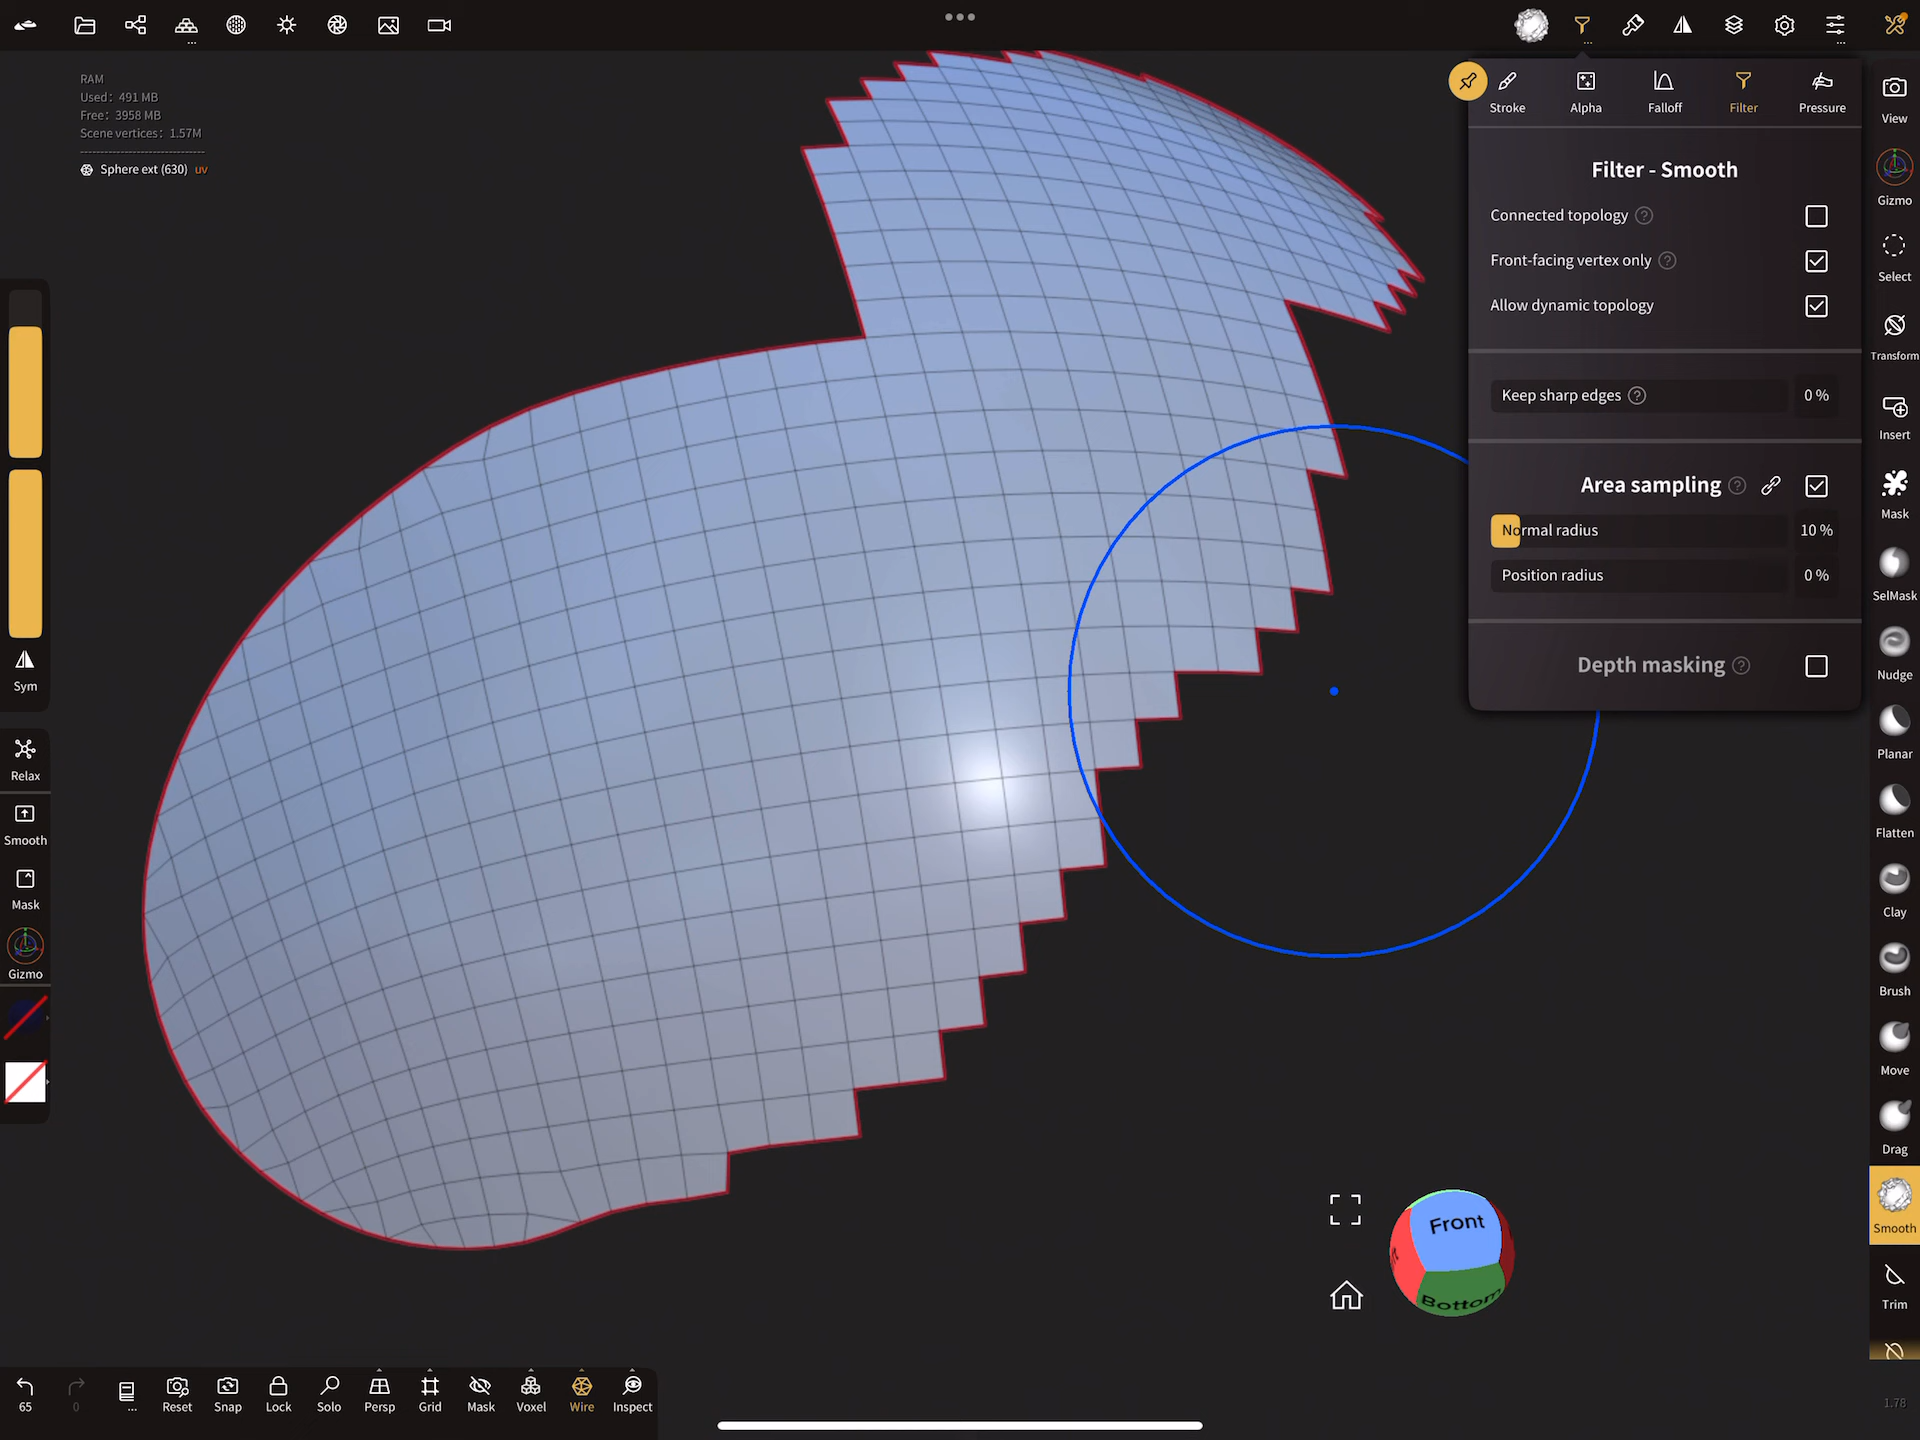 RAM
Used: 491 MB
Free: 3958 MB
Scene vertices: 1.57M
Sphere ext (630) uv
Stroke
Alpha
Falloff
Filter
Pressure
Filter - Smooth
Connected topology ?
Front-facing vertex only ?
Allow dynamic topology
Keep sharp edges ? 0 %
Area sampling ?
Normal radius 10 %
Position radius 0 %
Depth masking ?
View
Gizmo
Select
Transform
Insert
Mask
SelMask
Nudge
Planar
Flatten
Clay
Brush
Move
Drag
Smooth
Trim
1.78
Sym
Relax
Smooth
Mask
Gizmo
Front
Bottom
65
0
Reset
Snap
Lock
Solo
Persp
Grid
Mask
Voxel
Wire
Inspect